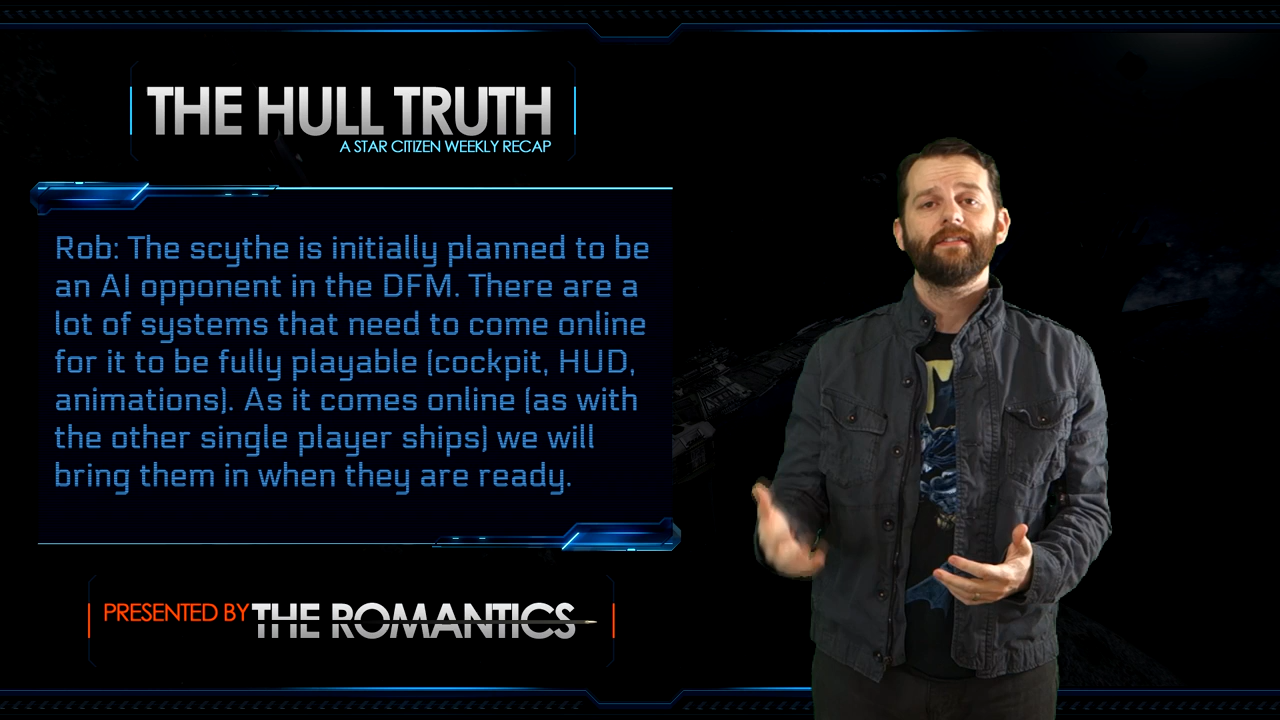 THE HULL TRUTH
A STAR CITIZEN WEEKLY RECAP
Rob: The scythe is initially planned to be
an AI opponent in the DFM. There are a
lot of systems that need to come online
for it to be fully playable (cockpit, HUD,
animations). As it comes online (as with
the other single player ships) we will
bring them in when they are ready.
PRESENTED BY THE ROMANTICS